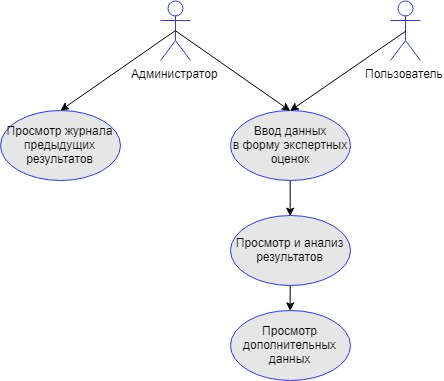 Администратор
Пользователь
Просмотр журнала
предыдущих
результатов
Ввод данных
в форму экспертных
оценок
Просмотр и анализ
результатов
Просмотр
дополнительных
данных